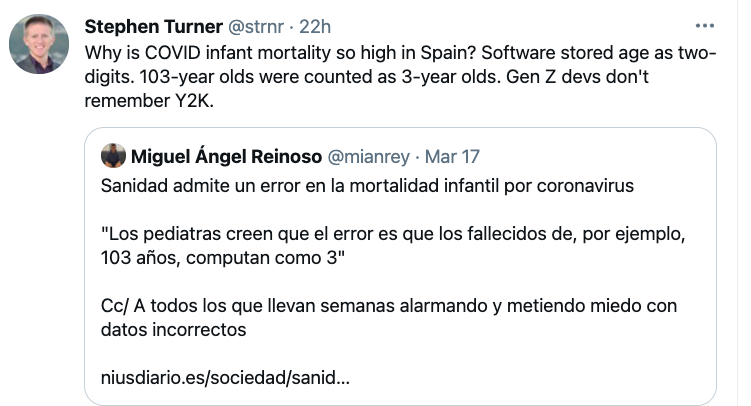 Stephen Turner @strnr · 22h
Why is COVID infant mortality so high in Spain? Software stored age as two-
digits. 103-year olds were counted as 3-year olds. Gen Z devs don't
remember Y2K.
Miguel Ángel Reinoso @mianrey · Mar 17
Sanidad admite un error en la mortalidad infantil por coronavirus
"Los pediatras creen que el error es que los fallecidos de, por ejemplo,
103 años, computan como 3"
Cc/ A todos los que llevan semanas alarmando y metiendo miedo con
datos incorrectos
niusdiario.es/sociedad/sanid...